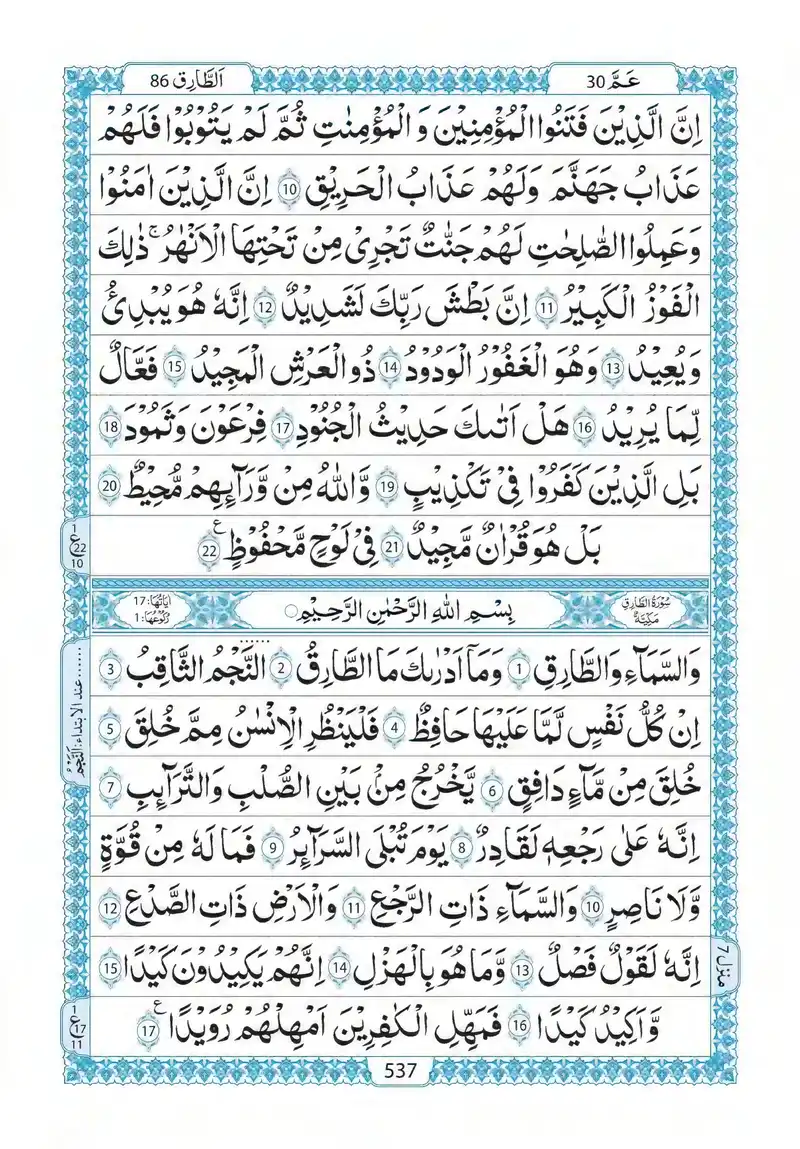 عَمَّ 30
اَلطَّارِق 86
اِنَّ الَّذِيْنَ فَتَنُوا الْمُؤْمِنِيْنَ وَ الْمُؤْمِنٰتِ ثُمَّ لَمْ يَتُوْبُوْا فَلَهُمْ
عَذَابُ جَهَنَّمَ وَلَهُمْ عَذَابُ الْحَرِيْقِ 10 اِنَّ الَّذِيْنَ اٰمَنُوْا
وَعَمِلُوا الصّٰلِحٰتِ لَهُمْ جَنّٰتٌ تَجْرِىْ مِنْ تَحْتِهَا الْاَنْهٰرُ ۚ ذٰلِكَ
الْفَوْزُ الْكَبِيْرُ 11 اِنَّ بَطْشَ رَبِّكَ لَشَدِيْدٌ 12 اِنَّهٗ هُوَ يُبْدِئُ
وَيُعِيْدُ 13 وَهُوَ الْغَفُوْرُ الْوَدُوْدُ 14 ذُو الْعَرْشِ الْمَجِيْدُ 15 فَعَّالٌ
لِّمَا يُرِيْدُ 16 هَلْ اَتٰىكَ حَدِيْثُ الْجُنُوْدِ 17 فِرْعَوْنَ وَثَمُوْدَ 18
بَلِ الَّذِيْنَ كَفَرُوْا فِىْ تَكْذِيْبٍ 19 وَّاللّٰهُ مِنْ وَّرَآئِهِمْ مُّحِيْطٌ 20
بَلْ هُوَ قُرْاٰنٌ مَّجِيْدٌ 21 فِىْ لَوْحٍ مَّحْفُوْظٍ 22 ع
1 ع 22 10
سُوْرَةُ الطَّارِقِ مَكِّيَّةٌ
بِسْمِ اللّٰهِ الرَّحْمٰنِ الرَّحِيْمِ
اٰيَاتُهَا: 17
رُكُوْعُهَا: 1
وَالسَّمَآءِ وَالطَّارِقِ 1 وَمَاۤ اَدْرٰىكَ مَا الطَّارِقُ 2 النَّجْمُ الثَّاقِبُ 3
عند الابتداء: اَلنَّجْمُ
اِنْ كُلُّ نَفْسٍ لَّمَّا عَلَيْهَا حَافِظٌ 4 فَلْيَنْظُرِ الْاِنْسٰنُ مِمَّ خُلِقَ 5
خُلِقَ مِنْ مَّآءٍ دَافِقٍ 6 يَّخْرُجُ مِنْۢ بَيْنِ الصُّلْبِ وَالتَّرَآئِبِ 7
اِنَّهٗ عَلٰى رَجْعِهٖ لَقَادِرٌ 8 يَوْمَ تُبْلَى السَّرَآئِرُ 9 فَمَا لَهٗ مِنْ قُوَّةٍ
وَّلَا نَاصِرٍ 10 وَالسَّمَآءِ ذَاتِ الرَّجْعِ 11 وَالْاَرْضِ ذَاتِ الصَّدْعِ 12
اِنَّهٗ لَقَوْلٌ فَصْلٌ 13 وَّمَا هُوَ بِالْهَزْلِ 14 اِنَّهُمْ يَكِيْدُوْنَ كَيْدًا 15
منزل 7
وَّاَكِيْدُ كَيْدًا 16 فَمَهِّلِ الْكٰفِرِيْنَ اَمْهِلْهُمْ رُوَيْدًا 17 ع
1 ع 17 11
537